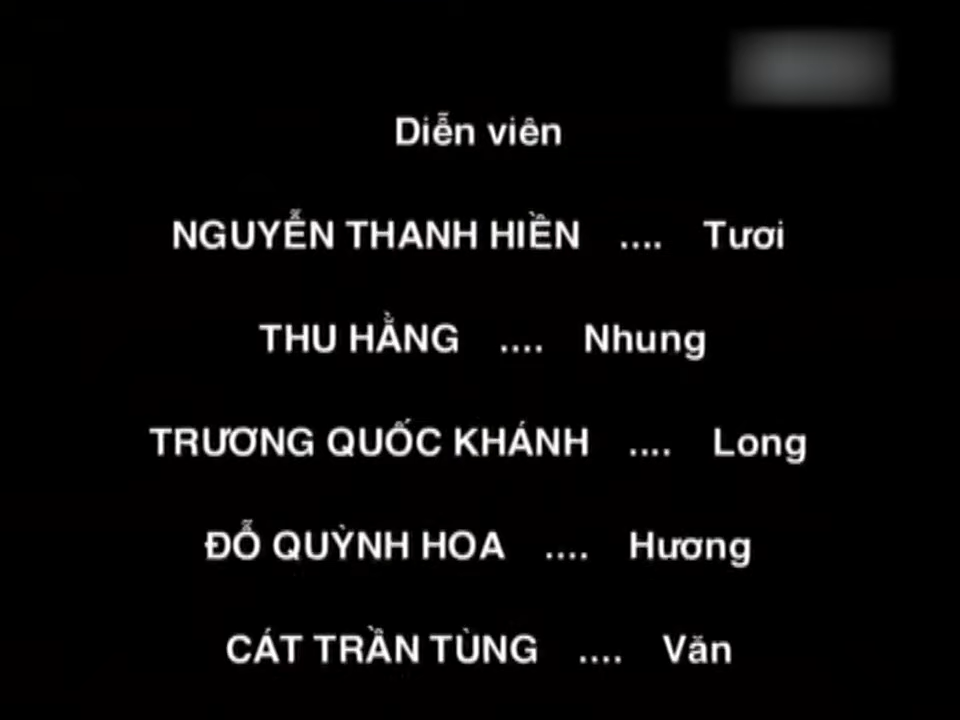 Diễn viên
NGUYỄN THANH HIỀN .... Tươi
THU HẰNG .... Nhung
TRƯƠNG QUỐC KHÁNH .... Long
ĐỖ QUỲNH HOA .... Hương
CÁT TRẦN TÙNG .... Văn